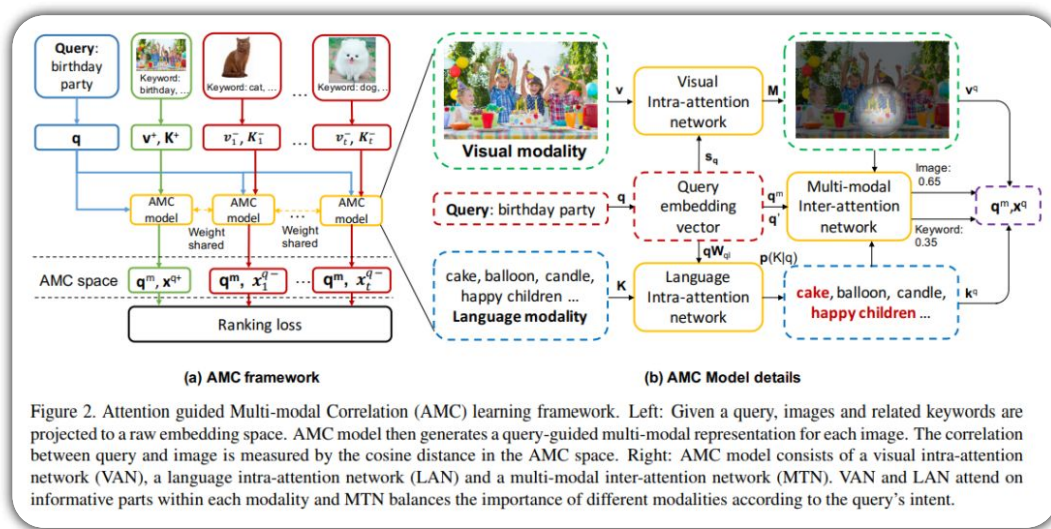 Query:
birthday
party
Keyword:
birthday, ...
Keyword: cat, ...
...
Keyword: dog, ..
q
v⁺, K⁺
v₁⁻, K₁⁻
...
vₜ⁻, Kₜ⁻
AMC
model
AMC
model
...
AMC
model
Weight
shared
Weight
shared
AMC space
qᵐ, x^q+
qᵐ, x₁^q−
...
qᵐ, xₜ^q−
Ranking loss
(a) AMC framework
Visual modality
v
Visual
Intra-attention
network
M
v^q
s_q
Query: birthday party
q
Query
embedding
vector
qᵐ
q'
Multi-modal
Inter-attention
network
Image:
0.65
Keyword:
0.35
qᵐ,x^q
qW_ql
p(K|q)
cake, balloon, candle,
happy children ...
Language modality
K
Language
Intra-attention
network
cake, balloon, candle,
happy children ...
k^q
(b) AMC Model details
Figure 2. Attention guided Multi-modal Correlation (AMC) learning framework. Left: Given a query, images and related keywords are
projected to a raw embedding space. AMC model then generates a query-guided multi-modal representation for each image. The correlation
between query and image is measured by the cosine distance in the AMC space. Right: AMC model consists of a visual intra-attention
network (VAN), a language intra-attention network (LAN) and a multi-modal inter-attention network (MTN). VAN and LAN attend on
informative parts within each modality and MTN balances the importance of different modalities according to the query's intent.